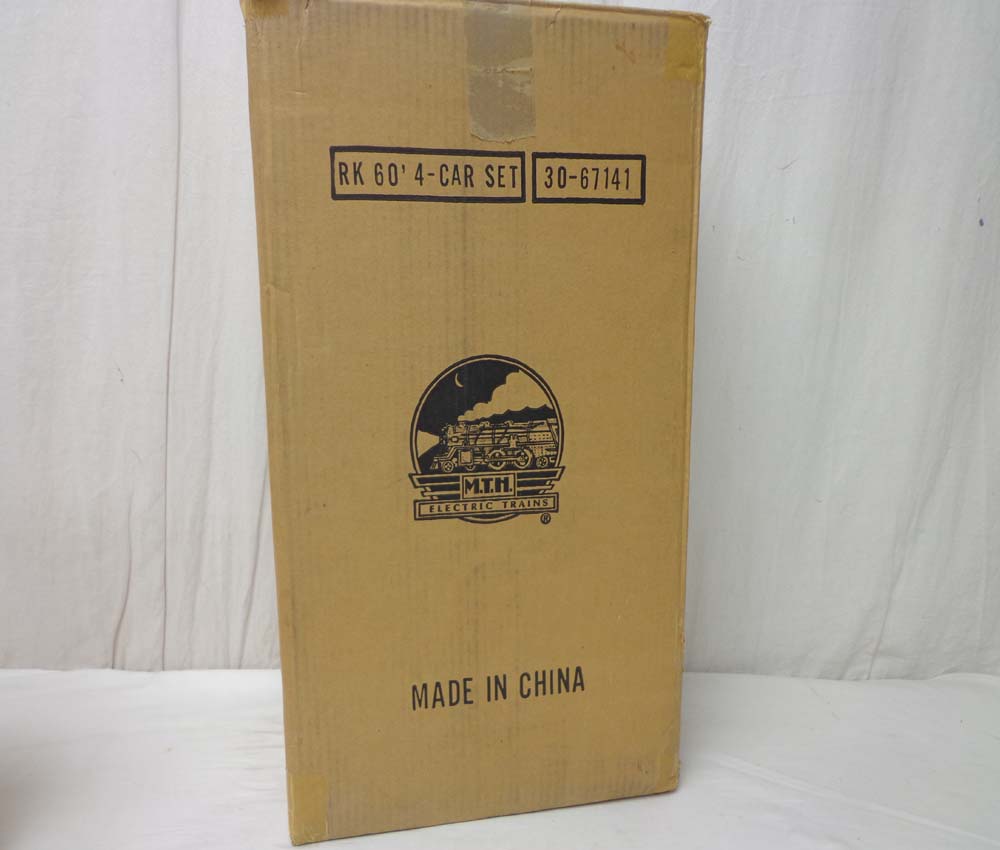 RK 60' 4-CAR SET 30-67141
M.T.H.
ELECTRIC TRAINS
®
MADE IN CHINA